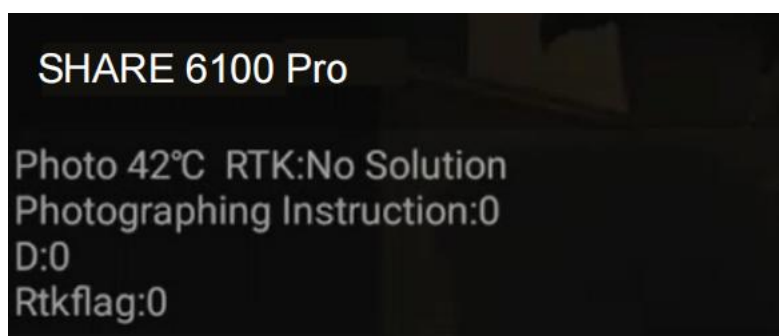 SHARE 6100 Pro
Photo 42℃ RTK:No Solution
Photographing Instruction:0
D:0
Rtkflag:0